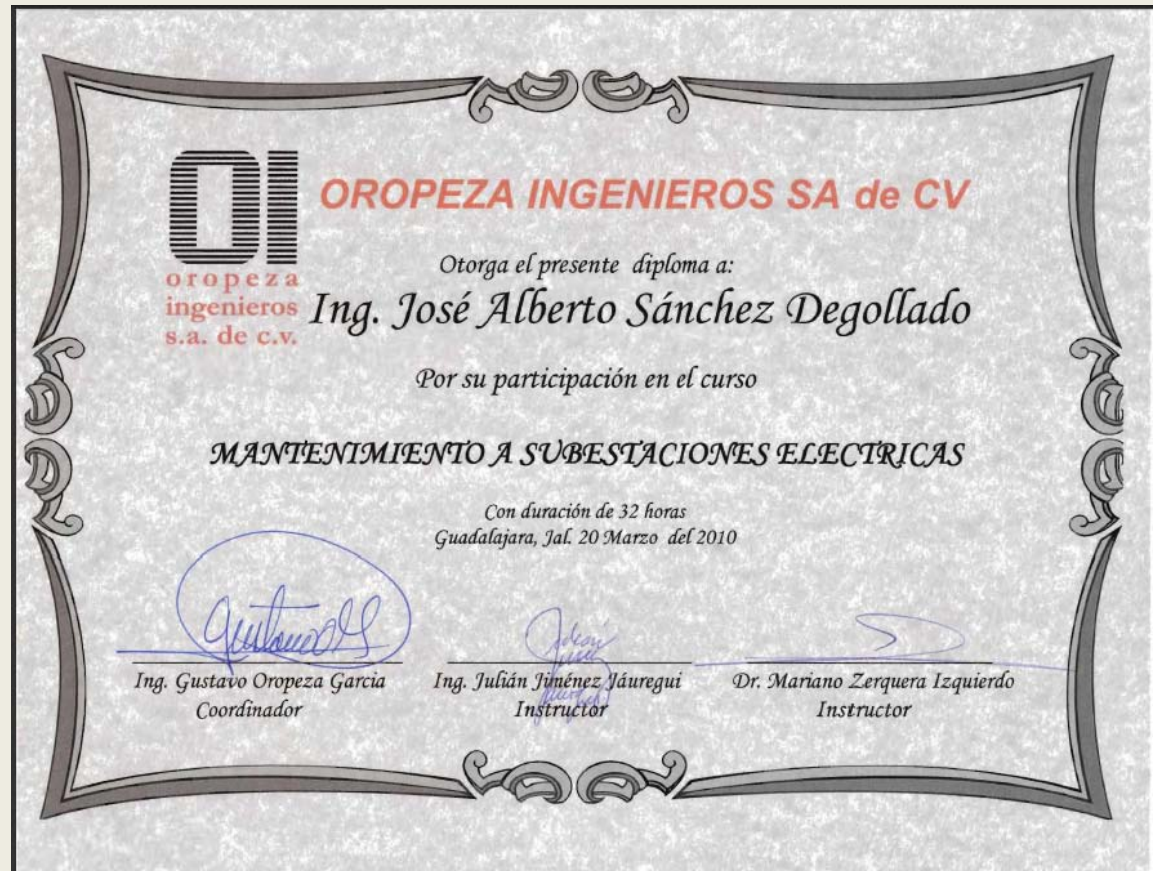 OI
oropeza
ingenieros
s.a. de c.v.
OROPEZA INGENIEROS SA de CV
Otorga el presente diploma a:
Ing. José Alberto Sánchez Degollado
Por su participación en el curso
MANTENIMIENTO A SUBESTACIONES ELECTRICAS
Con duración de 32 horas
Guadalajara, Jal. 20 Marzo del 2010
Ing. Gustavo Oropeza Garcia
Coordinador
Ing. Julián Jiménez Jáuregui
Instructor
Dr. Mariano Zerquera Izquierdo
Instructor